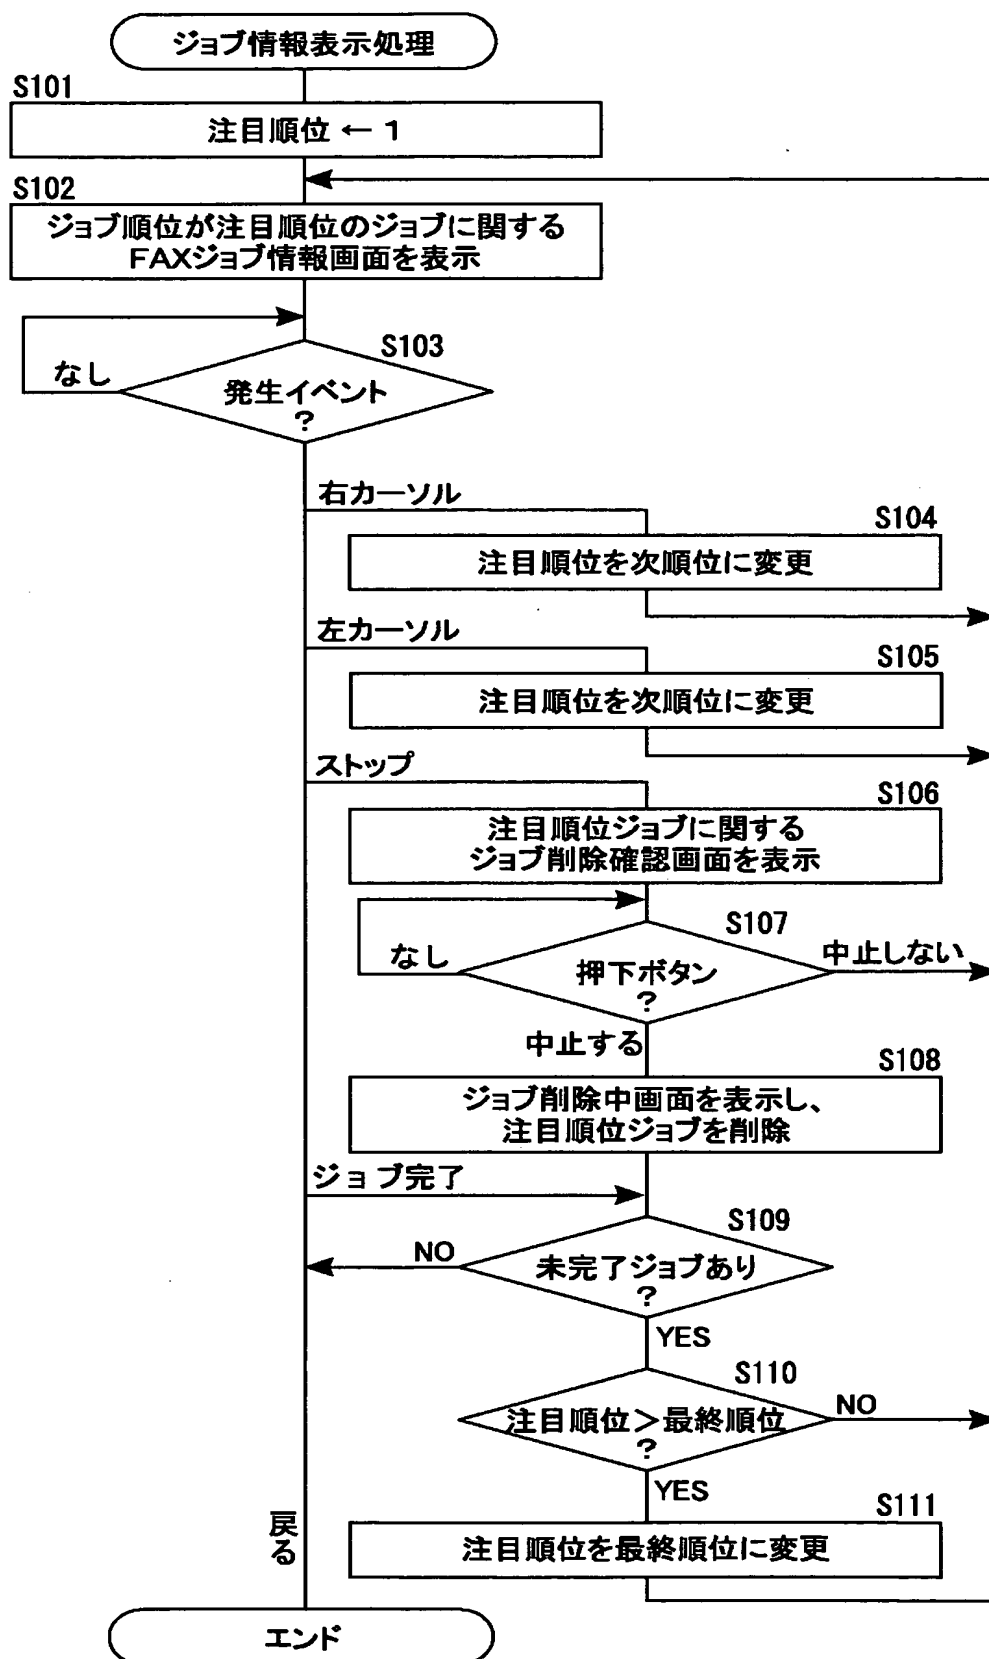 ジョブ情報表示処理
S101
注目順位 ← 1
S102
ジョブ順位が注目順位のジョブに関する
FAXジョブ情報画面を表示
S103
なし
発生イベント
?
右カーソル
S104
注目順位を次順位に変更
左カーソル
S105
注目順位を次順位に変更
ストップ
S106
注目順位ジョブに関する
ジョブ削除確認画面を表示
S107
なし
押下ボタン
?
中止しない
中止する
S108
ジョブ削除中画面を表示し、
注目順位ジョブを削除
ジョブ完了
S109
NO
未完了ジョブあり
?
YES
S110
注目順位＞最終順位
?
NO
YES
S111
注目順位を最終順位に変更
戻る
エンド